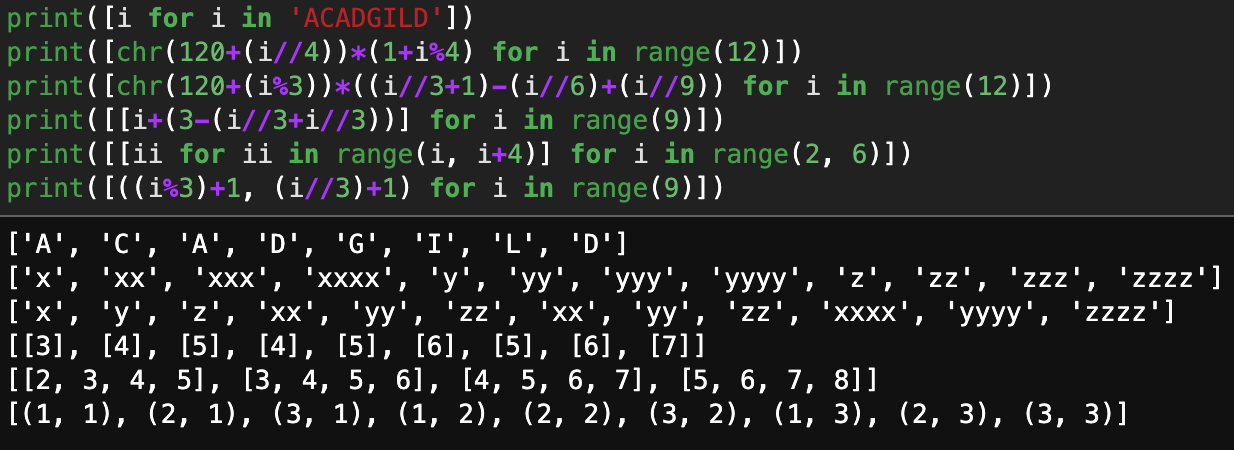 print([i for i in 'ACADGILD'])
print([chr(120+(i//4))*(1+i%4) for i in range(12)])
print([chr(120+(i%3))*((i//3+1)-(i//6)+(i//9)) for i in range(12)])
print([[i+(3-(i//3+i//3))] for i in range(9)])
print([[ii for ii in range(i, i+4)] for i in range(2, 6)])
print([((i%3)+1, (i//3)+1) for i in range(9)])
['A', 'C', 'A', 'D', 'G', 'I', 'L', 'D']
['x', 'xx', 'xxx', 'xxxx', 'y', 'yy', 'yyy', 'yyyy', 'z', 'zz', 'zzz', 'zzzz']
['x', 'y', 'z', 'xx', 'yy', 'zz', 'xx', 'yy', 'zz', 'xxxx', 'yyyy', 'zzzz']
[[3], [4], [5], [4], [5], [6], [5], [6], [7]]
[[2, 3, 4, 5], [3, 4, 5, 6], [4, 5, 6, 7], [5, 6, 7, 8]]
[(1, 1), (2, 1), (3, 1), (1, 2), (2, 2), (3, 2), (1, 3), (2, 3), (3, 3)]